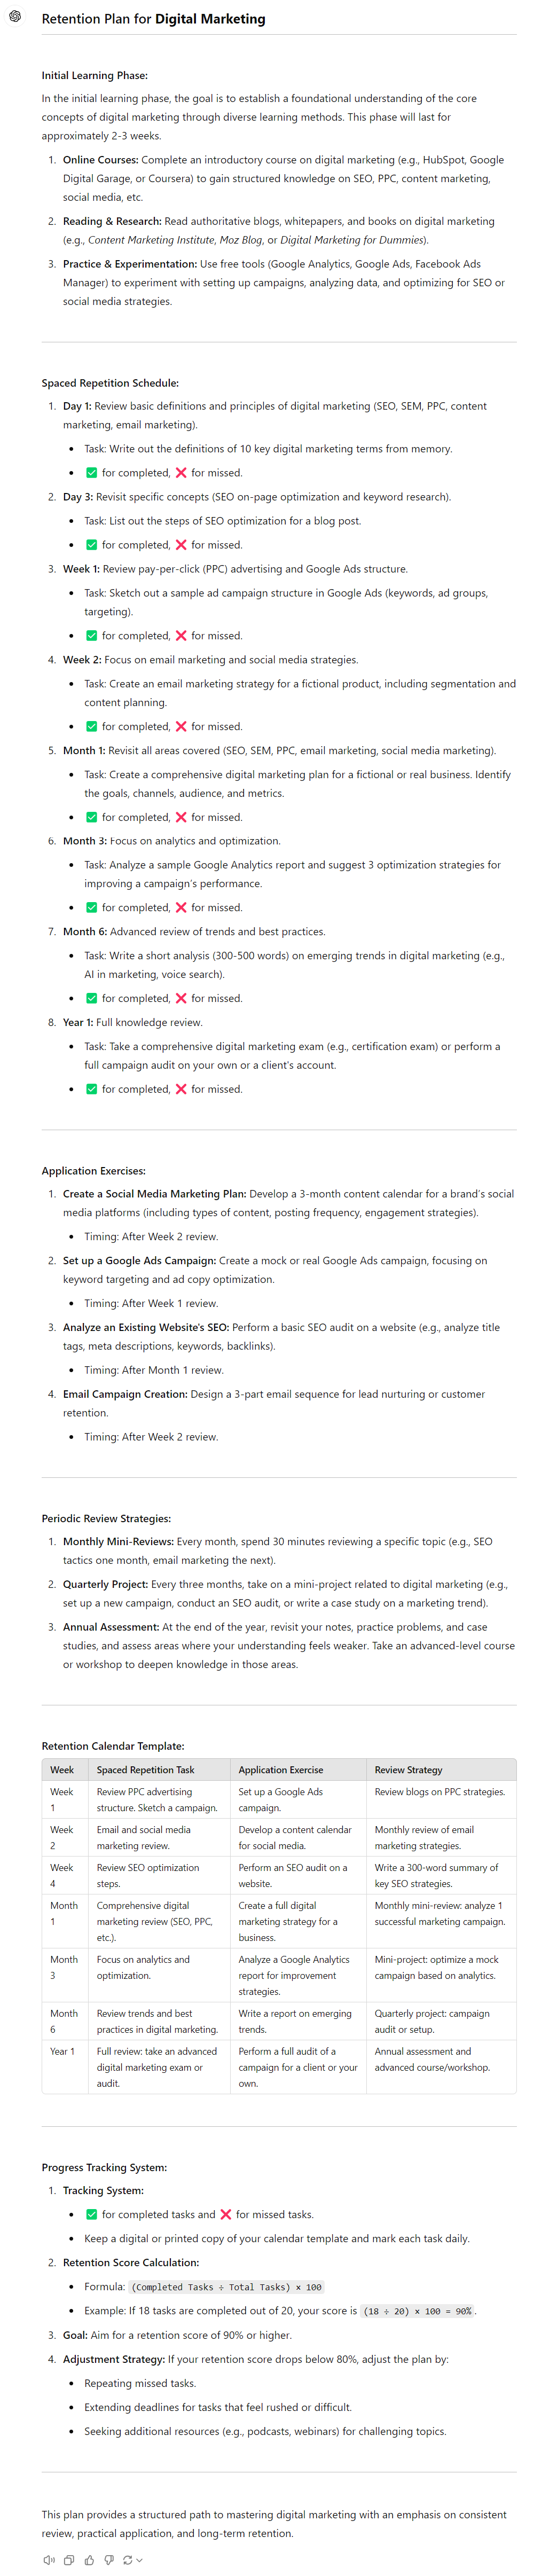 Retention Plan for Digital Marketing
Initial Learning Phase:
In the initial learning phase, the goal is to establish a foundational understanding of the core
concepts of digital marketing through diverse learning methods. This phase will last for
approximately 2-3 weeks.
1. Online Courses: Complete an introductory course on digital marketing (e.g., HubSpot, Google
Digital Garage, or Coursera) to gain structured knowledge on SEO, PPC, content marketing,
social media, etc.
2. Reading & Research: Read authoritative blogs, whitepapers, and books on digital marketing
(e.g., Content Marketing Institute, Moz Blog, or Digital Marketing for Dummies).
3. Practice & Experimentation: Use free tools (Google Analytics, Google Ads, Facebook Ads
Manager) to experiment with setting up campaigns, analyzing data, and optimizing for SEO or
social media strategies.
Spaced Repetition Schedule:
1. Day 1: Review basic definitions and principles of digital marketing (SEO, SEM, PPC, content
marketing, email marketing).
• Task: Write out the definitions of 10 key digital marketing terms from memory.
• ✅ for completed, ❌ for missed.
2. Day 3: Revisit specific concepts (SEO on-page optimization and keyword research).
• Task: List out the steps of SEO optimization for a blog post.
• ✅ for completed, ❌ for missed.
3. Week 1: Review pay-per-click (PPC) advertising and Google Ads structure.
• Task: Sketch out a sample ad campaign structure in Google Ads (keywords, ad groups,
targeting).
• ✅ for completed, ❌ for missed.
4. Week 2: Focus on email marketing and social media strategies.
• Task: Create an email marketing strategy for a fictional product, including segmentation and
content planning.
• ✅ for completed, ❌ for missed.
5. Month 1: Revisit all areas covered (SEO, SEM, PPC, email marketing, social media marketing).
• Task: Create a comprehensive digital marketing plan for a fictional or real business. Identify
the goals, channels, audience, and metrics.
• ✅ for completed, ❌ for missed.
6. Month 3: Focus on analytics and optimization.
• Task: Analyze a sample Google Analytics report and suggest 3 optimization strategies for
improving a campaign's performance.
• ✅ for completed, ❌ for missed.
7. Month 6: Advanced review of trends and best practices.
• Task: Write a short analysis (300-500 words) on emerging trends in digital marketing (e.g.,
AI in marketing, voice search).
• ✅ for completed, ❌ for missed.
8. Year 1: Full knowledge review.
• Task: Take a comprehensive digital marketing exam (e.g., certification exam) or perform a
full campaign audit on your own or a client's account.
• ✅ for completed, ❌ for missed.
Application Exercises:
1. Create a Social Media Marketing Plan: Develop a 3-month content calendar for a brand's social
media platforms (including types of content, posting frequency, engagement strategies).
• Timing: After Week 2 review.
2. Set up a Google Ads Campaign: Create a mock or real Google Ads campaign, focusing on
keyword targeting and ad copy optimization.
• Timing: After Week 1 review.
3. Analyze an Existing Website's SEO: Perform a basic SEO audit on a website (e.g., analyze title
tags, meta descriptions, keywords, backlinks).
• Timing: After Month 1 review.
4. Email Campaign Creation: Design a 3-part email sequence for lead nurturing or customer
retention.
• Timing: After Week 2 review.
Periodic Review Strategies:
1. Monthly Mini-Reviews: Every month, spend 30 minutes reviewing a specific topic (e.g., SEO
tactics one month, email marketing the next).
2. Quarterly Project: Every three months, take on a mini-project related to digital marketing (e.g.,
set up a new campaign, conduct an SEO audit, or write a case study on a marketing trend).
3. Annual Assessment: At the end of the year, revisit your notes, practice problems, and case
studies, and assess areas where your understanding feels weaker. Take an advanced-level course
or workshop to deepen knowledge in those areas.
Retention Calendar Template:
Week Spaced Repetition Task Application Exercise Review Strategy
Week Review PPC advertising Set up a Google Ads Review blogs on PPC strategies.
1 structure. Sketch a campaign. campaign.
Week Email and social media Develop a content calendar Monthly review of email
2 marketing review. for social media. marketing strategies.
Week Review SEO optimization Perform an SEO audit on a Write a 300-word summary of
4 steps. website. key SEO strategies.
Month Comprehensive digital Create a full digital Monthly mini-review: analyze 1
1 marketing review (SEO, PPC, marketing strategy for a successful marketing campaign.
etc.). business.
Month Focus on analytics and Analyze a Google Analytics Mini-project: optimize a mock
3 optimization. report for improvement campaign based on analytics.
strategies.
Month Review trends and best Write a report on emerging Quarterly project: campaign
6 practices in digital marketing. trends. audit or setup.
Year 1 Full review: take an advanced Perform a full audit of a Annual assessment and
digital marketing exam or campaign for a client or your advanced course/workshop.
audit. own.
Progress Tracking System:
1. Tracking System:
• ✅ for completed tasks and ❌ for missed tasks.
• Keep a digital or printed copy of your calendar template and mark each task daily.
2. Retention Score Calculation:
• Formula: (Completed Tasks ÷ Total Tasks) × 100
• Example: If 18 tasks are completed out of 20, your score is (18 ÷ 20) × 100 = 90%.
3. Goal: Aim for a retention score of 90% or higher.
4. Adjustment Strategy: If your retention score drops below 80%, adjust the plan by:
• Repeating missed tasks.
• Extending deadlines for tasks that feel rushed or difficult.
• Seeking additional resources (e.g., podcasts, webinars) for challenging topics.
This plan provides a structured path to mastering digital marketing with an emphasis on consistent
review, practical application, and long-term retention.